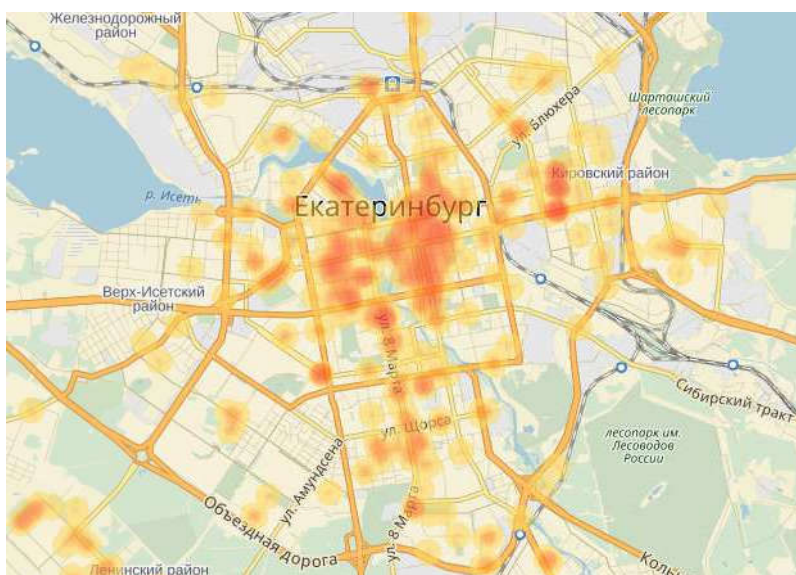 Железнодорожный
район
ул. Блюхера
Шарташский
лесопарк
Кировский район
р. Исеть
Екатеринбург
Верх-Исетский
район
ул. 8 Марта
Сибирский тракт
ул. Щорса
лесопарк им.
Лесоводов
России
ул. Амундсена
Объездная дорога
ул. 8 Марта
Ленинский район
Кольц